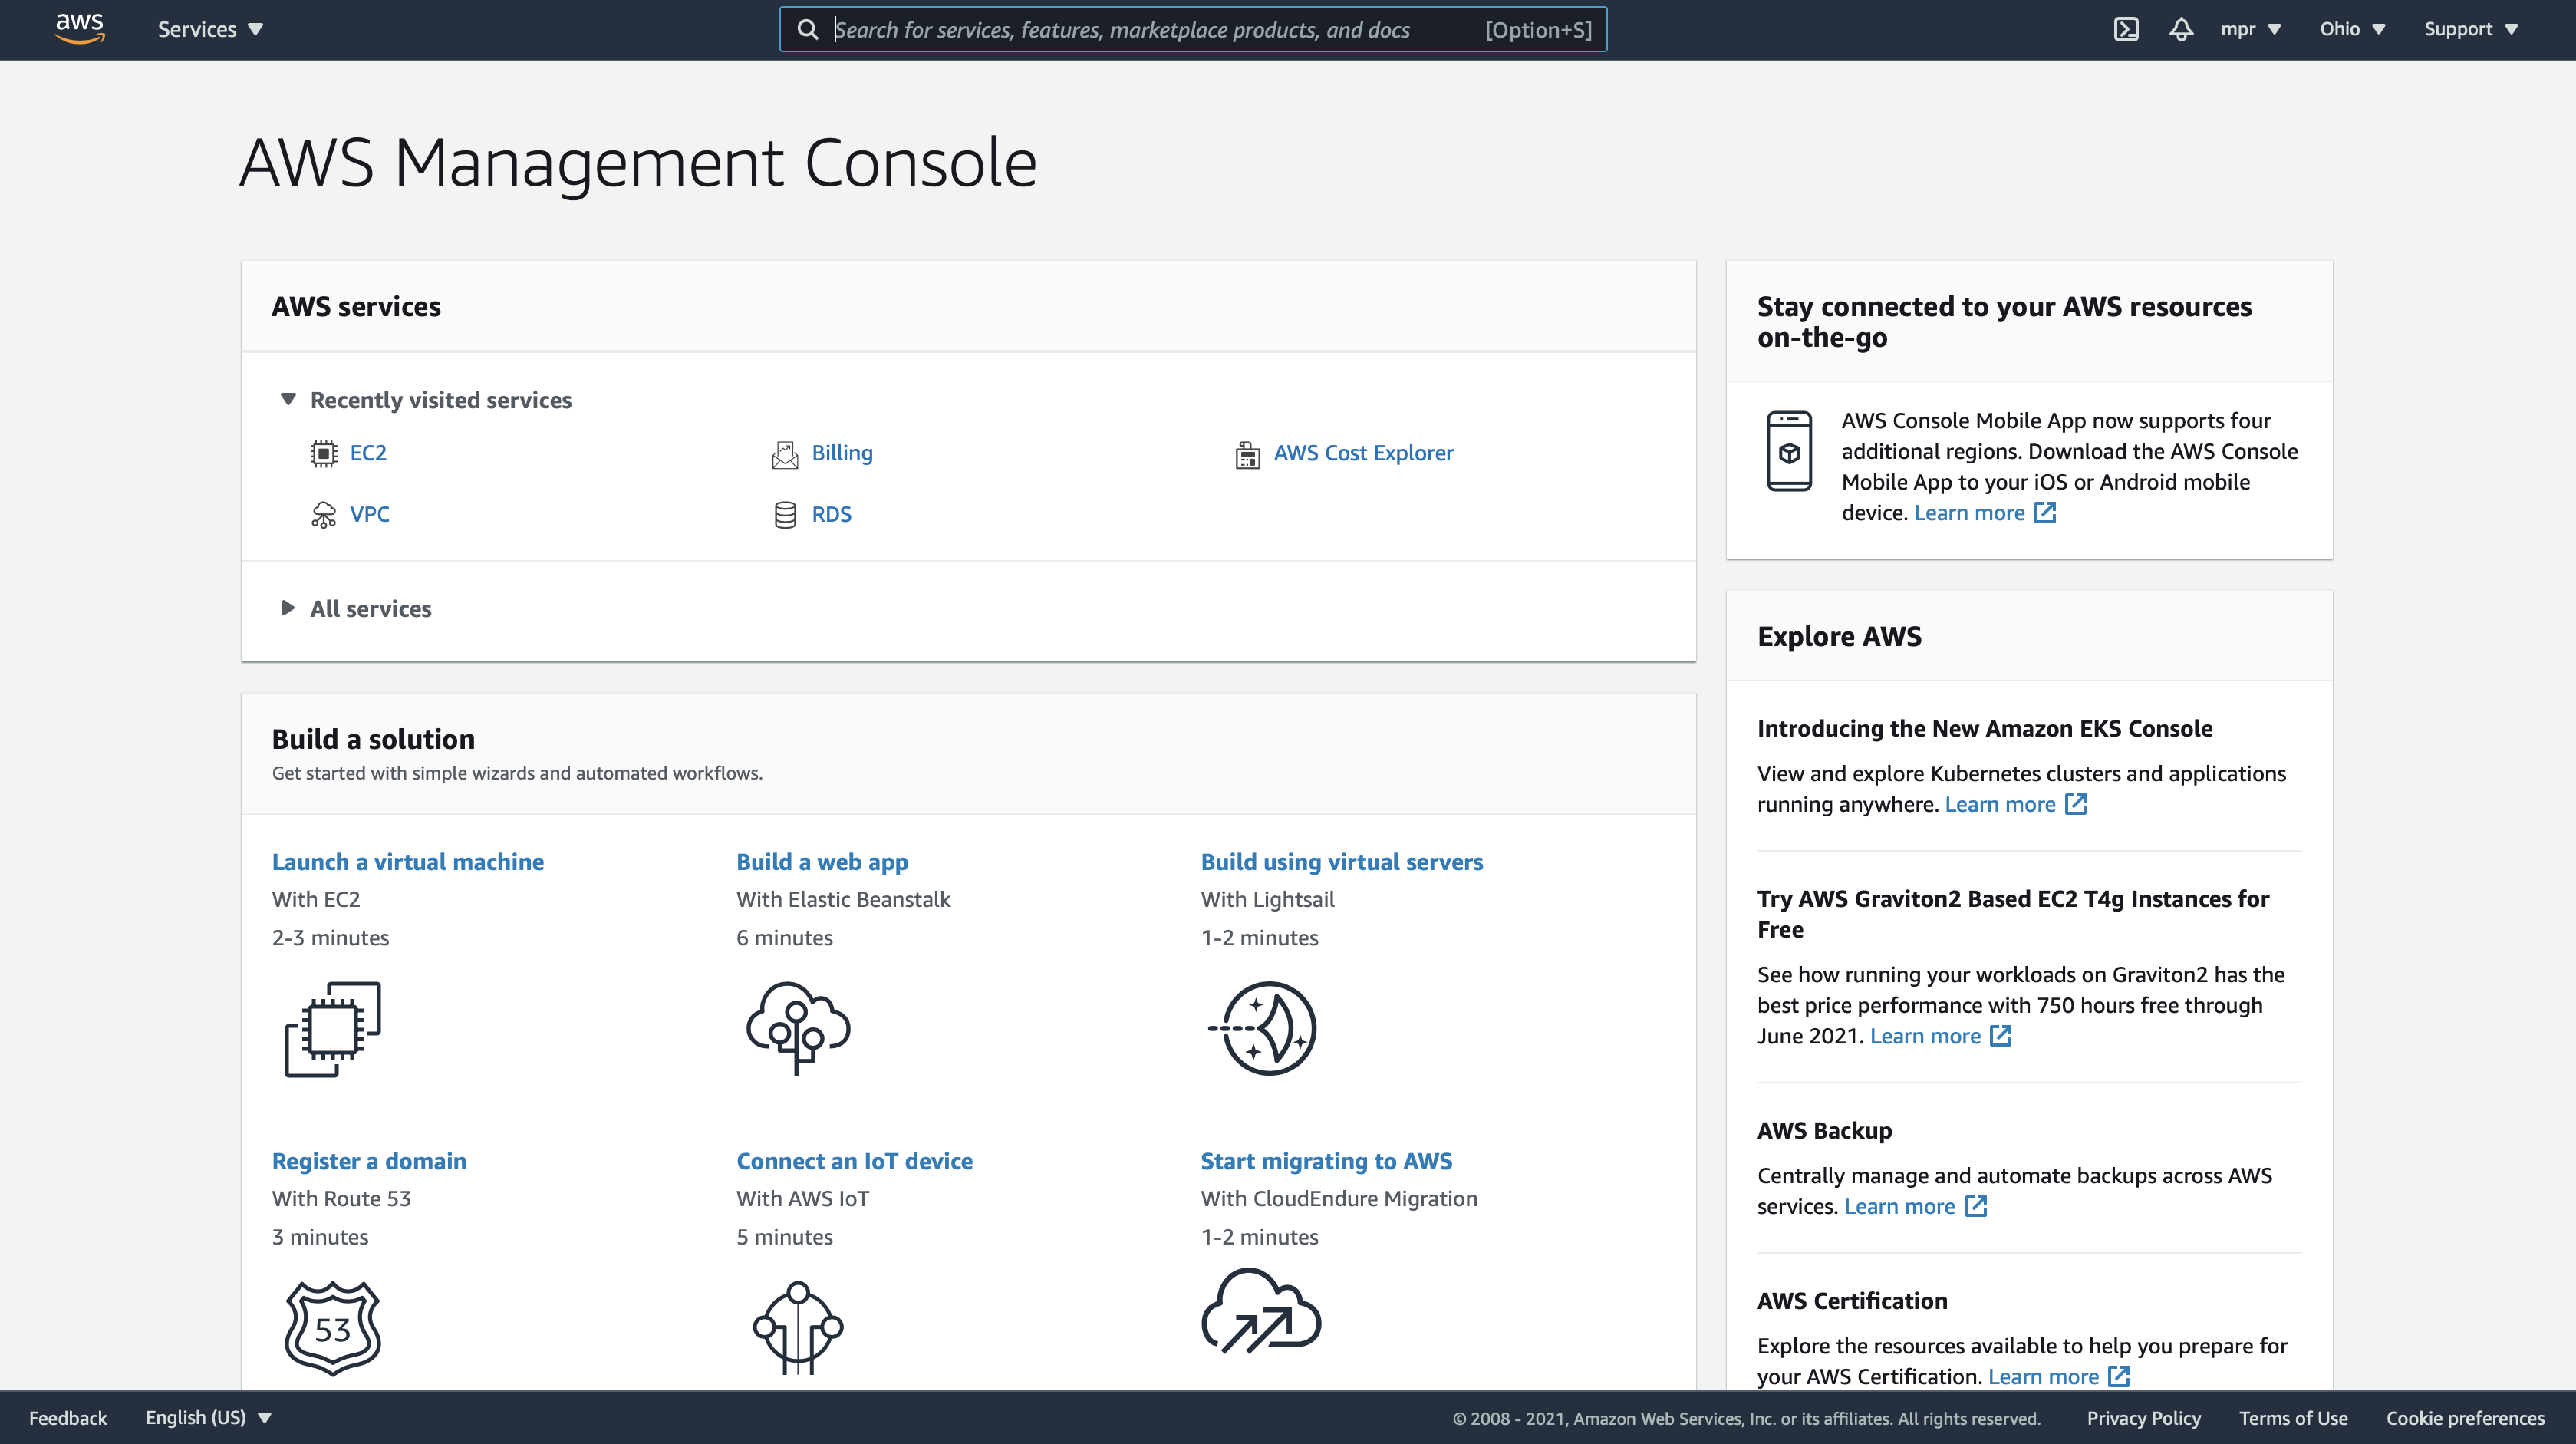 aws
Services
Search for services, features, marketplace products, and docs
[Option+S]
mpr
Ohio
Support
AWS Management Console
AWS services
Recently visited services
EC2
Billing
AWS Cost Explorer
VPC
RDS
All services
Build a solution
Get started with simple wizards and automated workflows.
Launch a virtual machine
With EC2
2-3 minutes
Build a web app
With Elastic Beanstalk
6 minutes
Build using virtual servers
With Lightsail
1-2 minutes
Register a domain
With Route 53
3 minutes
53
Connect an IoT device
With AWS IoT
5 minutes
Start migrating to AWS
With CloudEndure Migration
1-2 minutes
Stay connected to your AWS resources
on-the-go
AWS Console Mobile App now supports four
additional regions. Download the AWS Console
Mobile App to your iOS or Android mobile
device. Learn more
Explore AWS
Introducing the New Amazon EKS Console
View and explore Kubernetes clusters and applications
running anywhere. Learn more
Try AWS Graviton2 Based EC2 T4g Instances for
Free
See how running your workloads on Graviton2 has the
best price performance with 750 hours free through
June 2021. Learn more
AWS Backup
Centrally manage and automate backups across AWS
services. Learn more
AWS Certification
Explore the resources available to help you prepare for
your AWS Certification. Learn more
Feedback
English (US)
© 2008 - 2021, Amazon Web Services, Inc. or its affiliates. All rights reserved.
Privacy Policy
Terms of Use
Cookie preferences